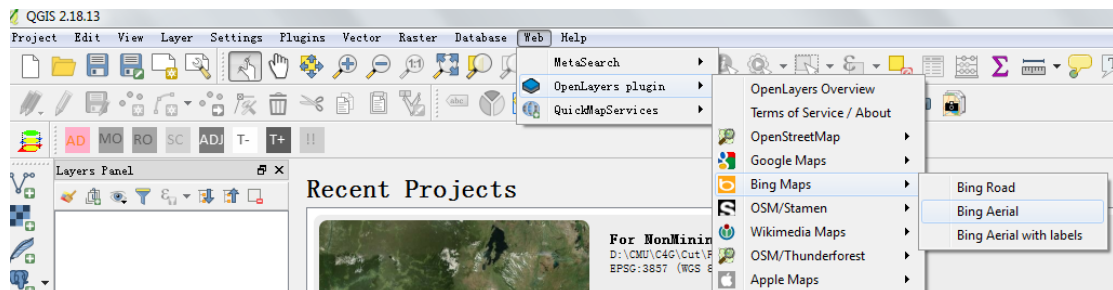 QGIS 2.18.13
Project Edit View Layer Settings Plugins Vector Raster Database Web Help
MetaSearch
OpenLayers plugin
QuickMapServices
OpenLayers Overview
Terms of Service / About
OpenStreetMap
Google Maps
Bing Maps
OSM/Stamen
Wikimedia Maps
OSM/Thunderforest
Apple Maps
Bing Road
Bing Aerial
Bing Aerial with labels
abc
AD MO RO SC ADJ T- T+ !!
Layers Panel
Recent Projects
For NonMinin
D:\CMU\C4G\Cut\F
EPSG:3857 (WGS 8